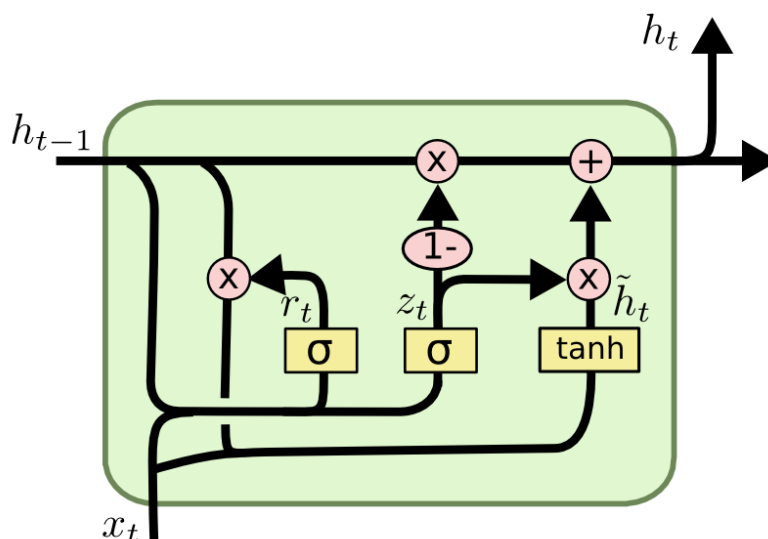 h_t
h_{t-1}
x
+
1-
x
x
r_t
z_t
h̃_t
σ
σ
tanh
x_t